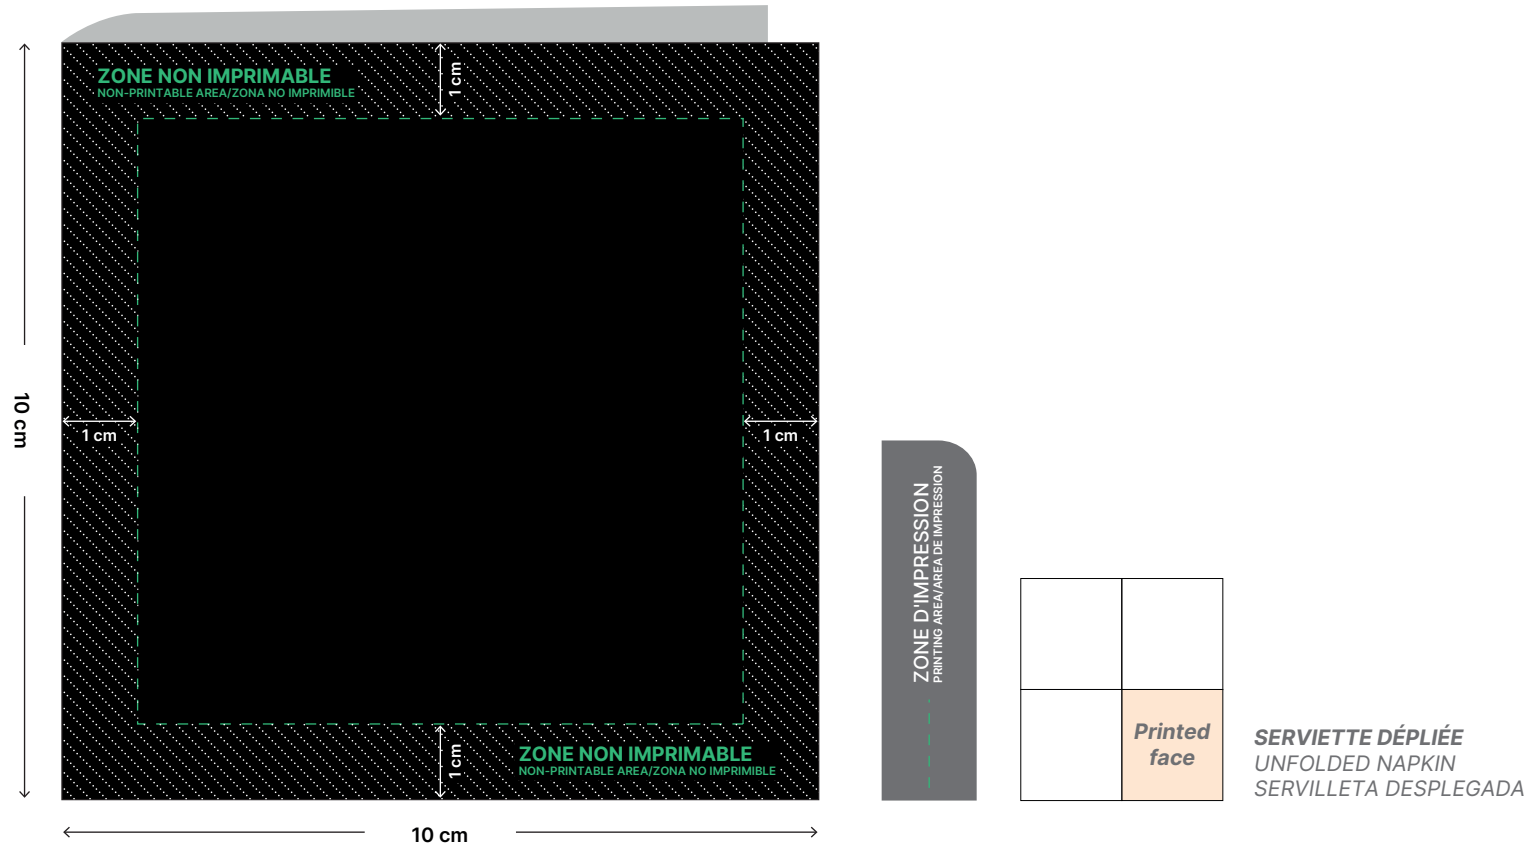 ZONE NON IMPRIMABLE
NON-PRINTABLE AREA/ZONA NO IMPRIMIBLE
1 cm
10 cm
1 cm
1 cm
ZONE D'IMPRESSION
PRINTING AREA/AREA DE IMPRESSION
Printed
face
SERVIETTE DÉPLIÉE
UNFOLDED NAPKIN
SERVILLETA DESPLEGADA
1 cm
ZONE NON IMPRIMABLE
NON-PRINTABLE AREA/ZONA NO IMPRIMIBLE
10 cm